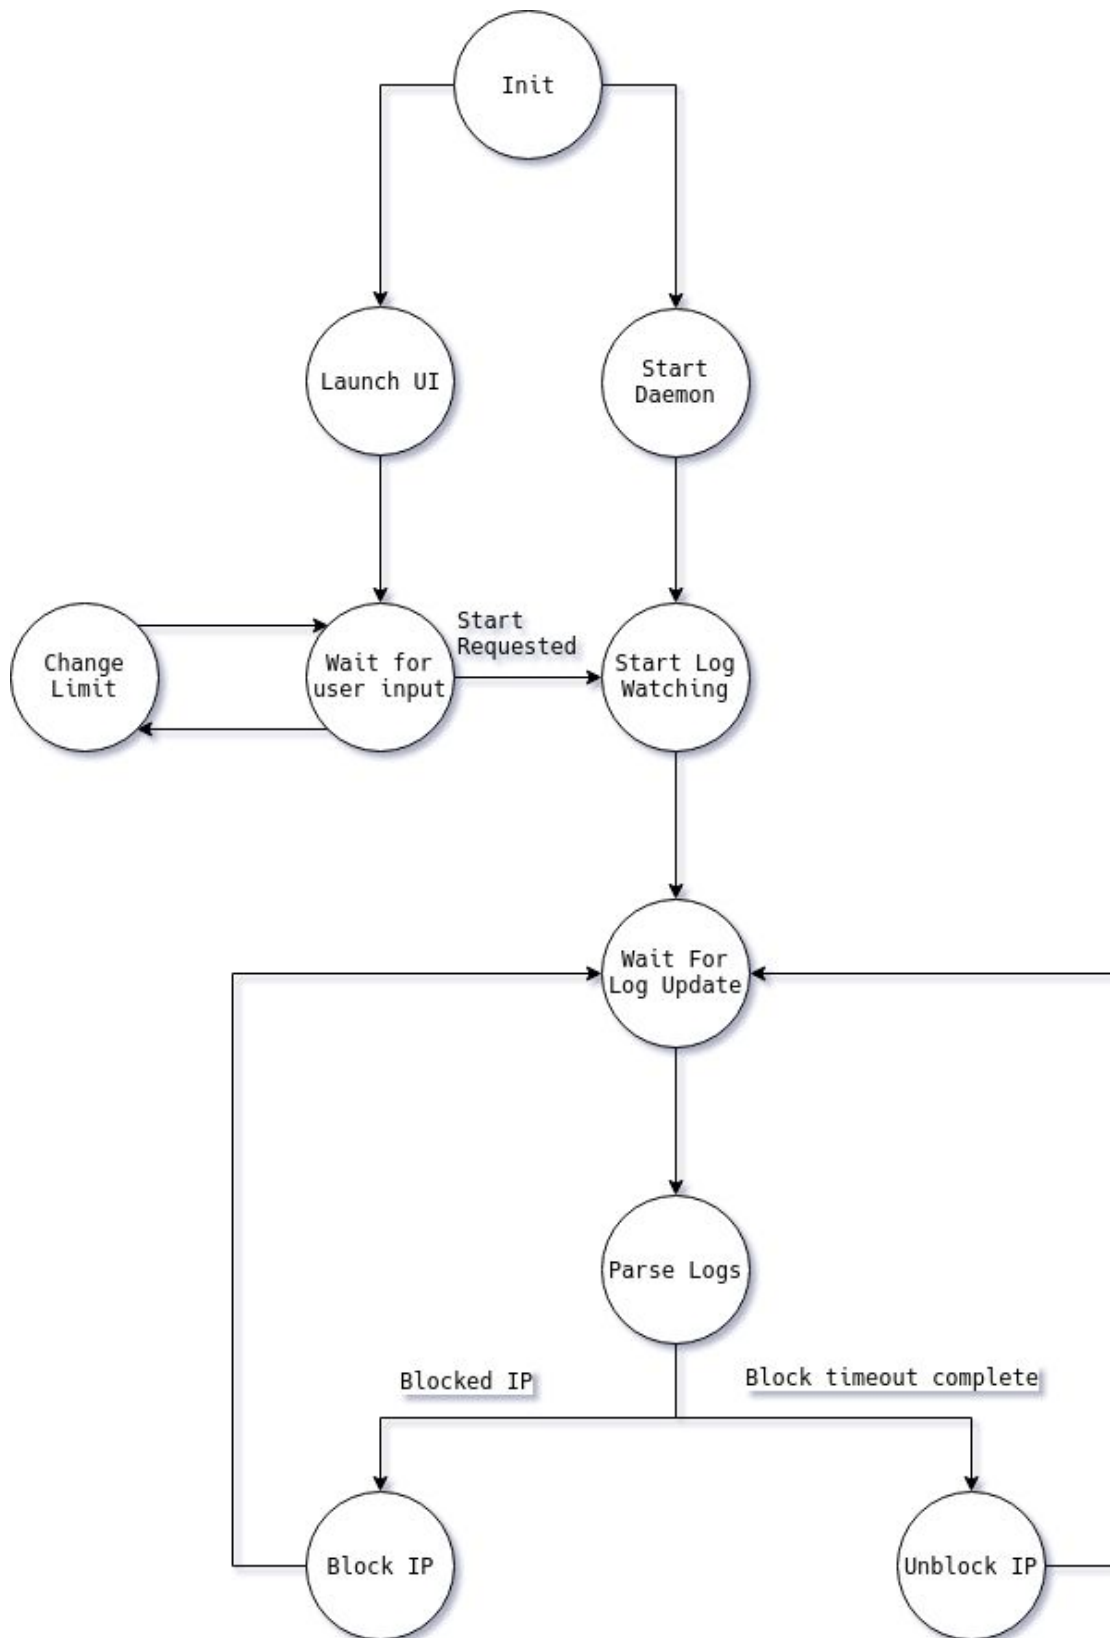 Init
Launch UI
Start
Daemon
Change
Limit
Wait for
user input
Start
Requested
Start Log
Watching
Wait For
Log Update
Parse Logs
Blocked IP
Block timeout complete
Block IP
Unblock IP